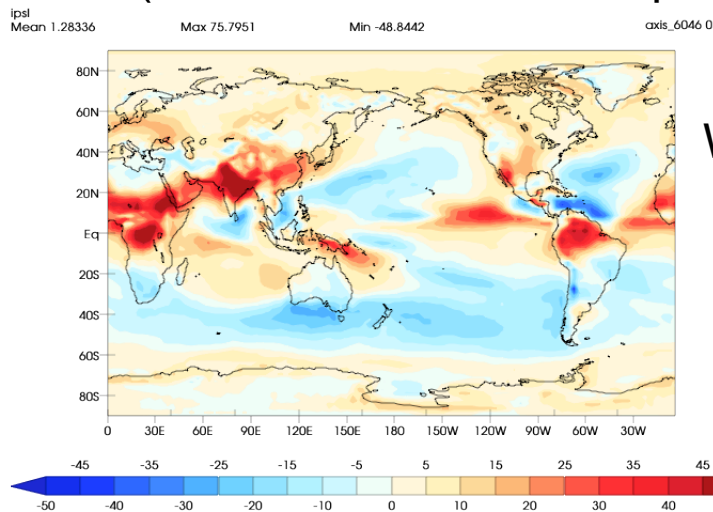 ipsl
Mean 1.28336 Max 75.7951 Min -48.8442 axis_6046 0
80N
60N
40N
20N
Eq
20S
40S
60S
80S
0 30E 60E 90E 120E 150E 180 150W 120W 90W 60W 30W
-45 -35 -25 -15 -5 5 15 25 35 45
-50 -40 -30 -20 -10 0 10 20 30 40